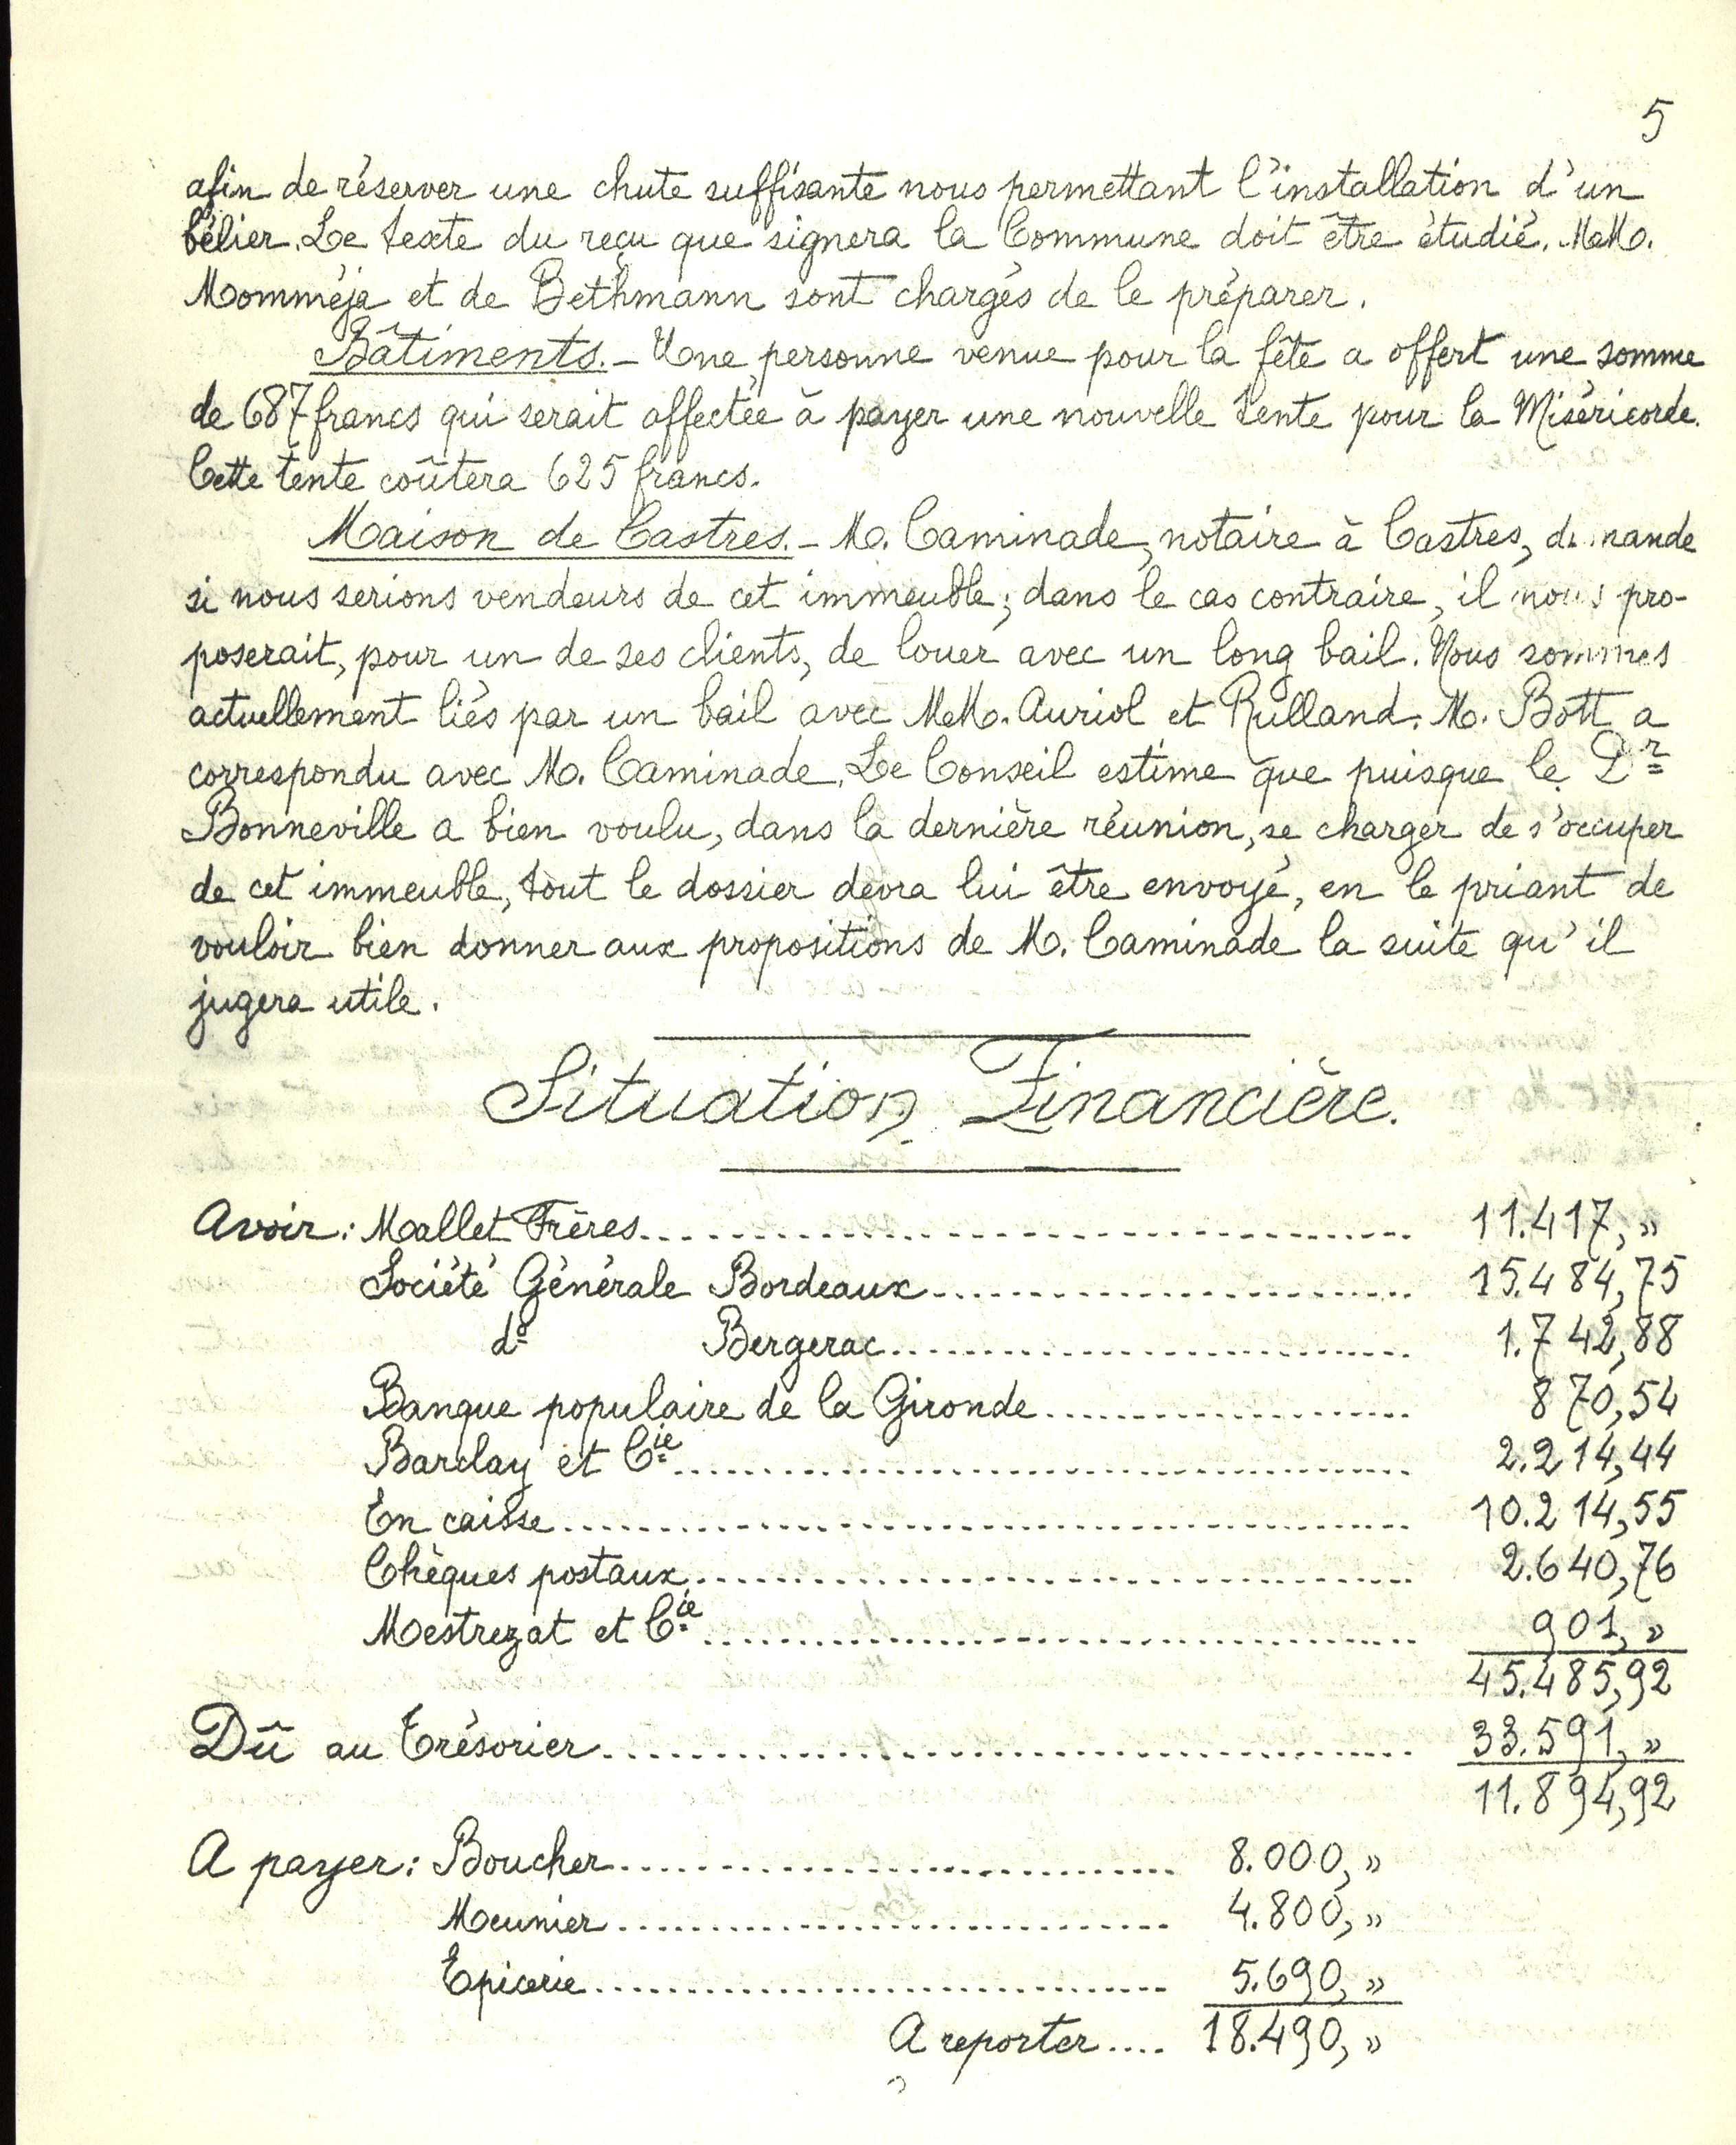 5
afin de réserver une chute suffisante nous permettant l'installation d'un
bélier. Le texte du reçu que signera la Commune doit être étudié. MM.
Momméja et de Bethmann sont chargés de le préparer.
Bâtiments. – Une personne venue pour la fête a offert une somme
de 687 francs qui serait affectée à payer une nouvelle tente pour la Miséricorde.
Cette tente coûtera 625 francs.
Maison de Castres. – M. Caminade, notaire à Castres, demande
si nous serions vendeurs de cet immeuble; dans le cas contraire, il nous pro-
poserait, pour un de ses clients, de louer avec un long bail. Nous sommes
actuellement liés par un bail avec MM. Auriol et Rulland. M. Bott a
correspondu avec M. Caminade. Le Conseil estime que puisque le Dr
Bonneville a bien voulu, dans la dernière réunion, se charger de s'occuper
de cet immeuble, tout le dossier devra lui être envoyé, en le priant de
vouloir bien donner aux propositions de M. Caminade la suite qu'il
jugera utile.
Situation Financière.
Avoir: Mallet Frères.......... 11.417, »
Société Générale Bordeaux.......... 15.484,75
do Bergerac.......... 1.742,88
Banque populaire de la Gironde.......... 870,54
Barclay et Cie.......... 2.214,44
En caisse.......... 10.214,55
Chèques postaux.......... 2.640,76
Mestrezat et Cie.......... 901, »
45.485,92
Dû au Trésorier.......... 33.591, »
11.894,92
A payer: Boucher.......... 8.000, »
Meunier.......... 4.800, »
Epicerie.......... 5.690, »
A reporter.... 18.490, »